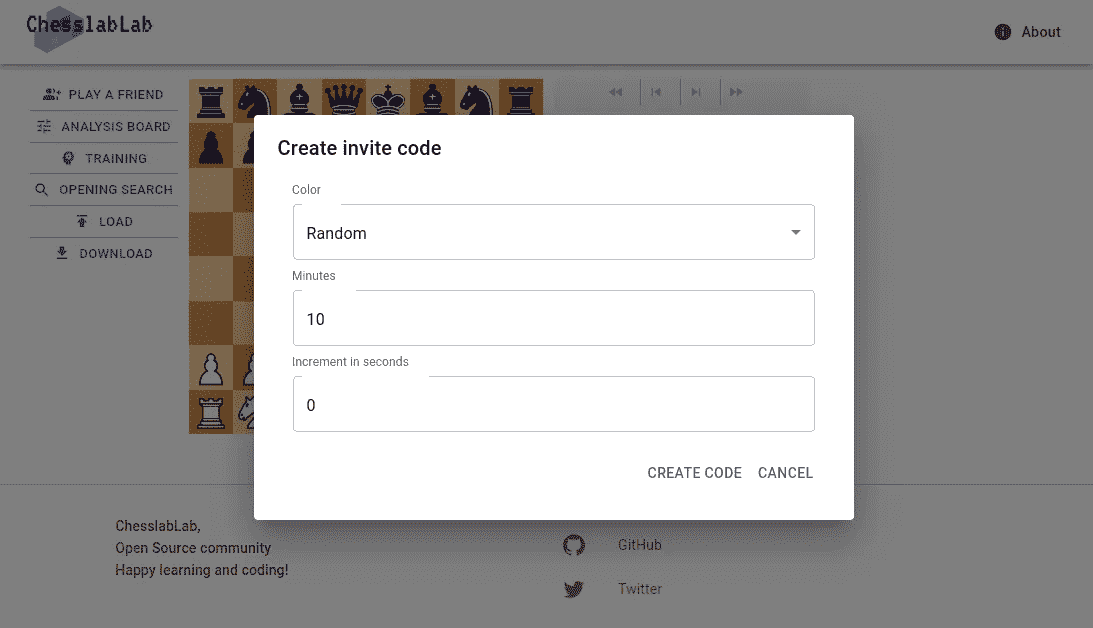 ChesslabLab
About
PLAY A FRIEND
ANALYSIS BOARD
TRAINING
OPENING SEARCH
LOAD
DOWNLOAD
Create invite code
Color
Random
Minutes
10
Increment in seconds
0
CREATE CODE CANCEL
ChesslabLab,
Open Source community
Happy learning and coding!
GitHub
Twitter